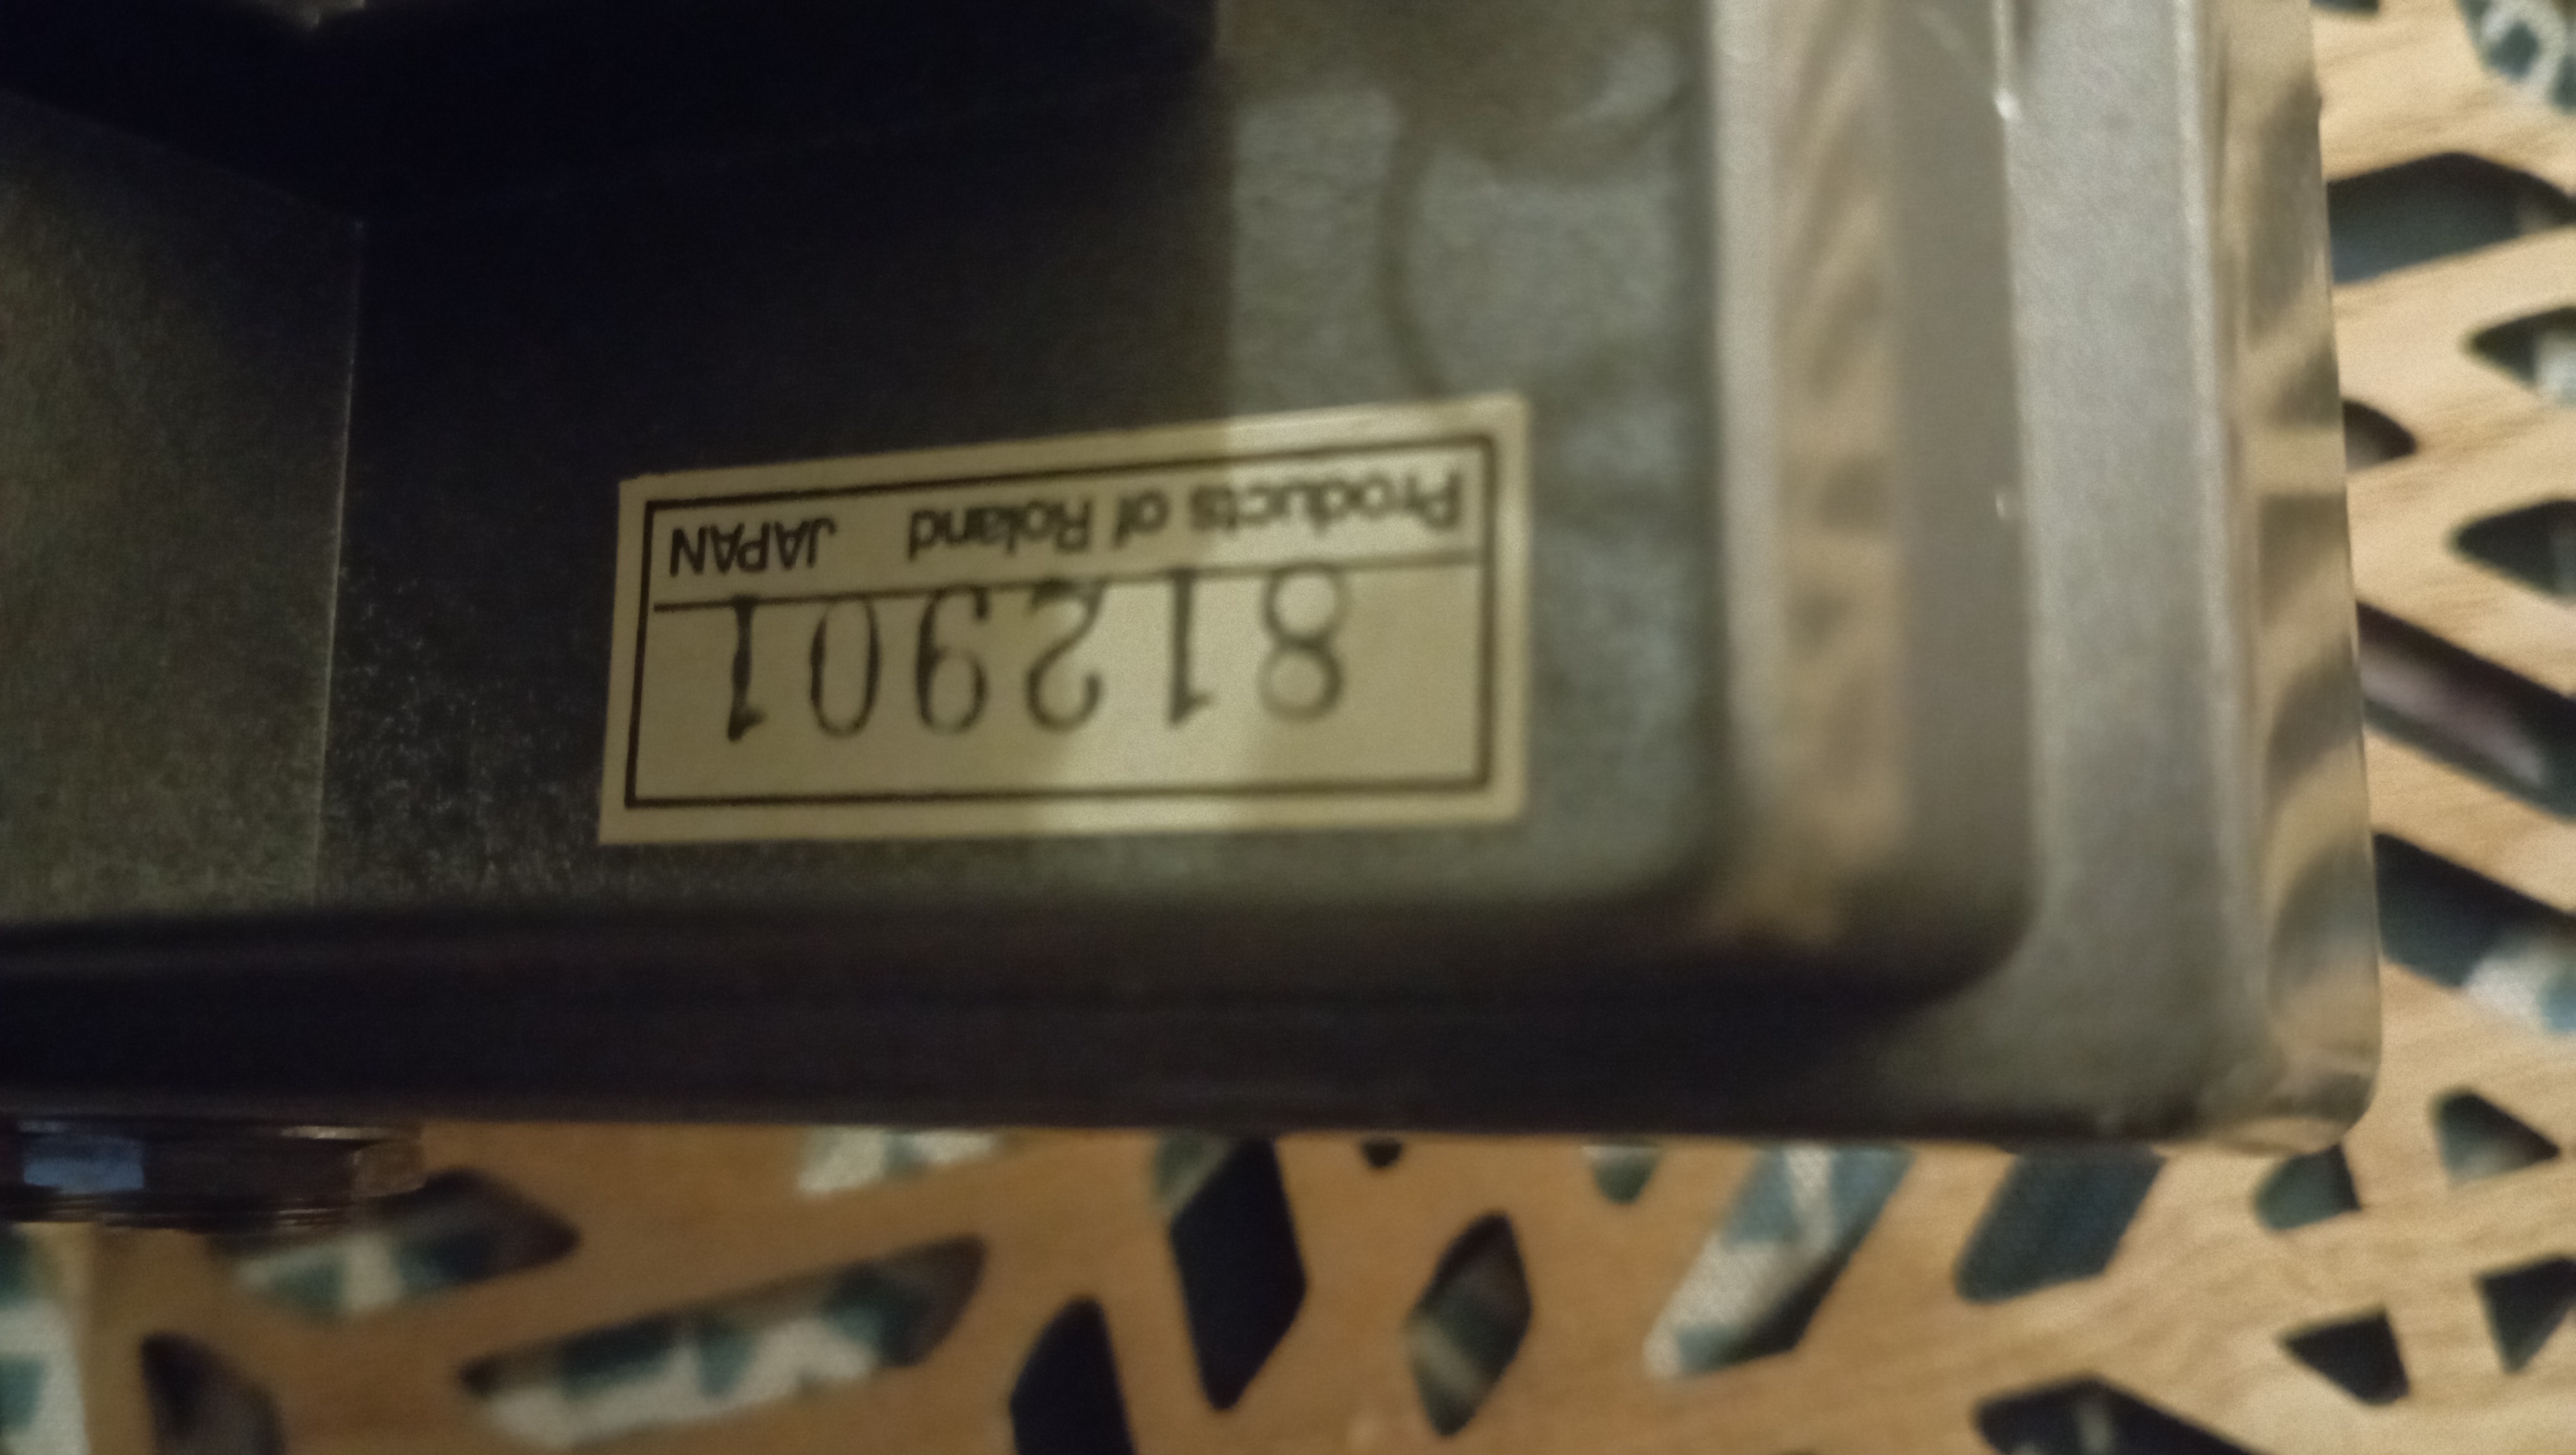 Products of Roland JAPAN
812901